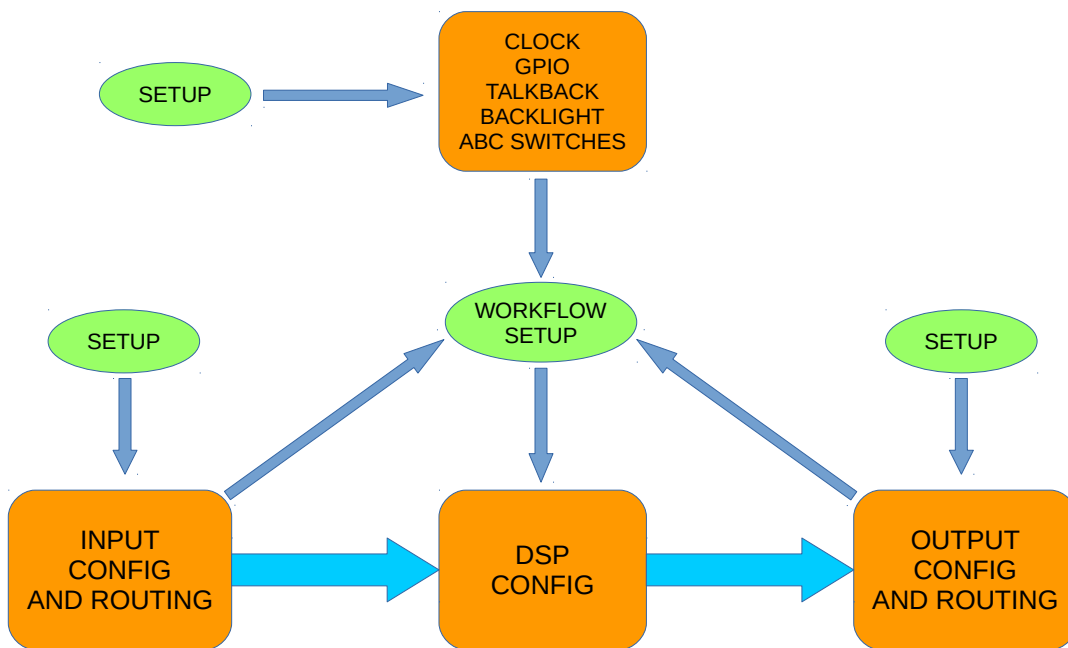 CLOCK
GPIO
TALKBACK
BACKLIGHT
ABC SWITCHES
SETUP
WORKFLOW
SETUP
SETUP
SETUP
INPUT
CONFIG
AND ROUTING
DSP
CONFIG
OUTPUT
CONFIG
AND ROUTING